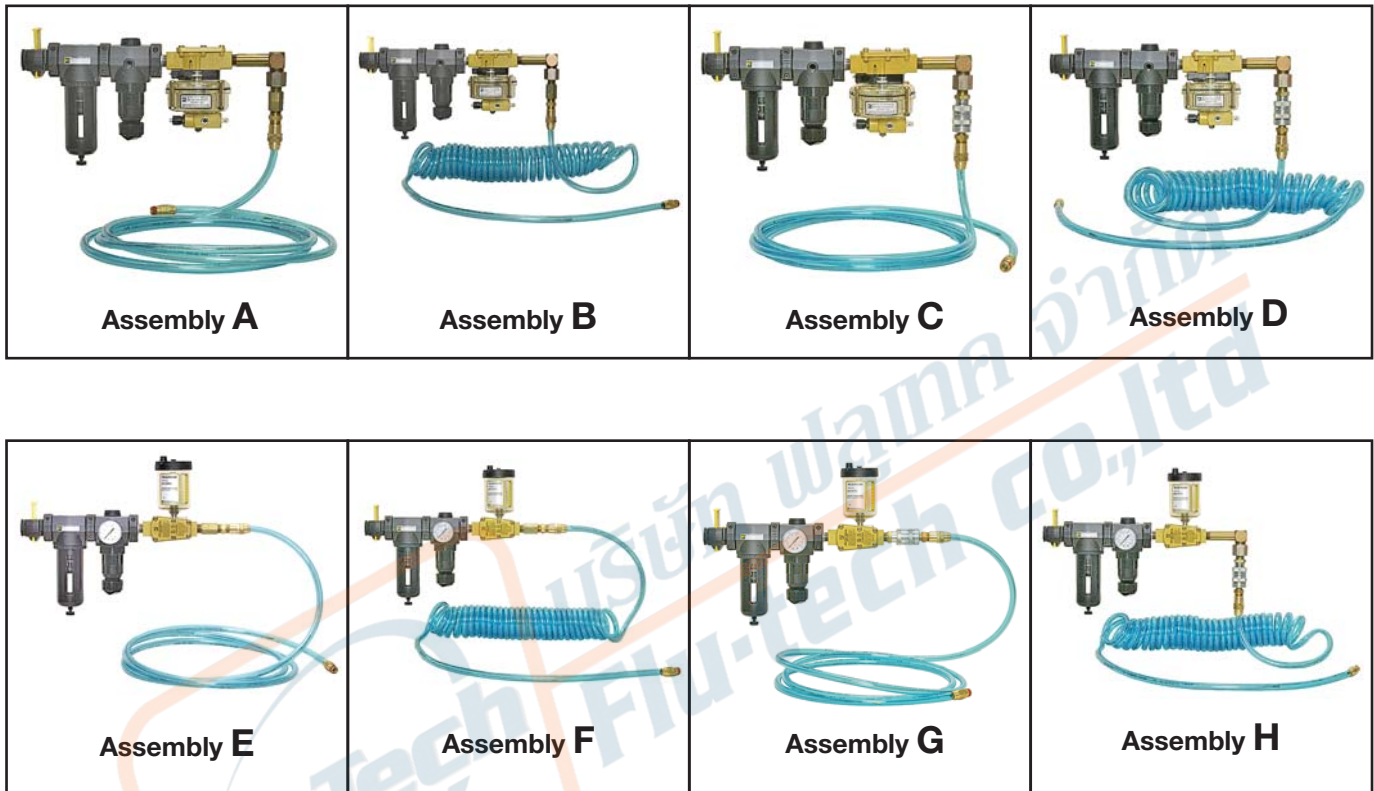 Assembly A
Assembly B
Assembly C
Assembly D
บริษัท ฟลูเทค จำกัด
Flu-tech co.,ltd
Tech
Assembly E
Assembly F
Assembly G
Assembly H